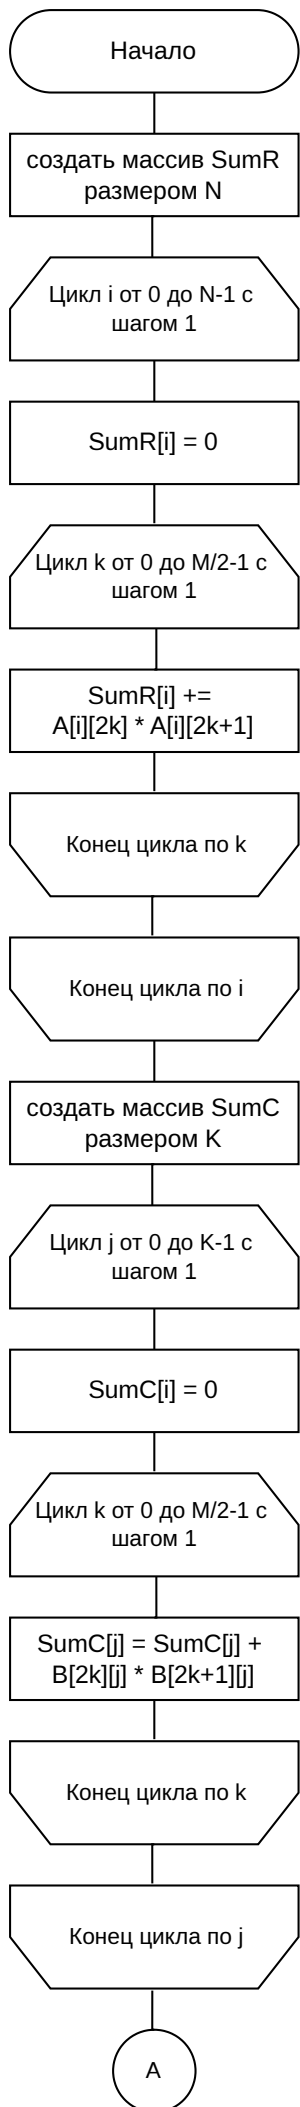 Начало
создать массив SumR
размером N
Цикл i от 0 до N-1 с
шагом 1
SumR[i] = 0
Цикл k от 0 до M/2-1 с
шагом 1
SumR[i] +=
A[i][2k] * A[i][2k+1]
Конец цикла по k
Конец цикла по i
создать массив SumC
размером K
Цикл j от 0 до K-1 с
шагом 1
SumC[i] = 0
Цикл k от 0 до M/2-1 с
шагом 1
SumC[j] = SumC[j] +
B[2k][j] * B[2k+1][j]
Конец цикла по k
Конец цикла по j
A